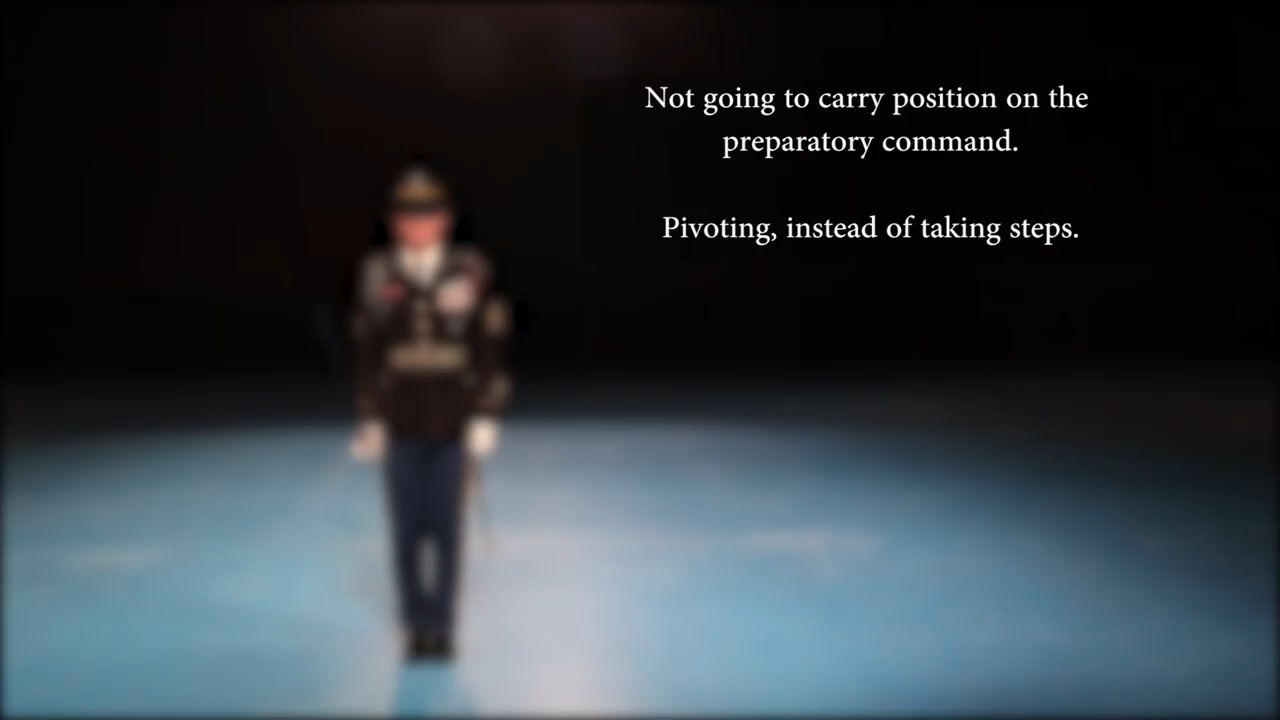 Not going to carry position on the
preparatory command.
Pivoting, instead of taking steps.